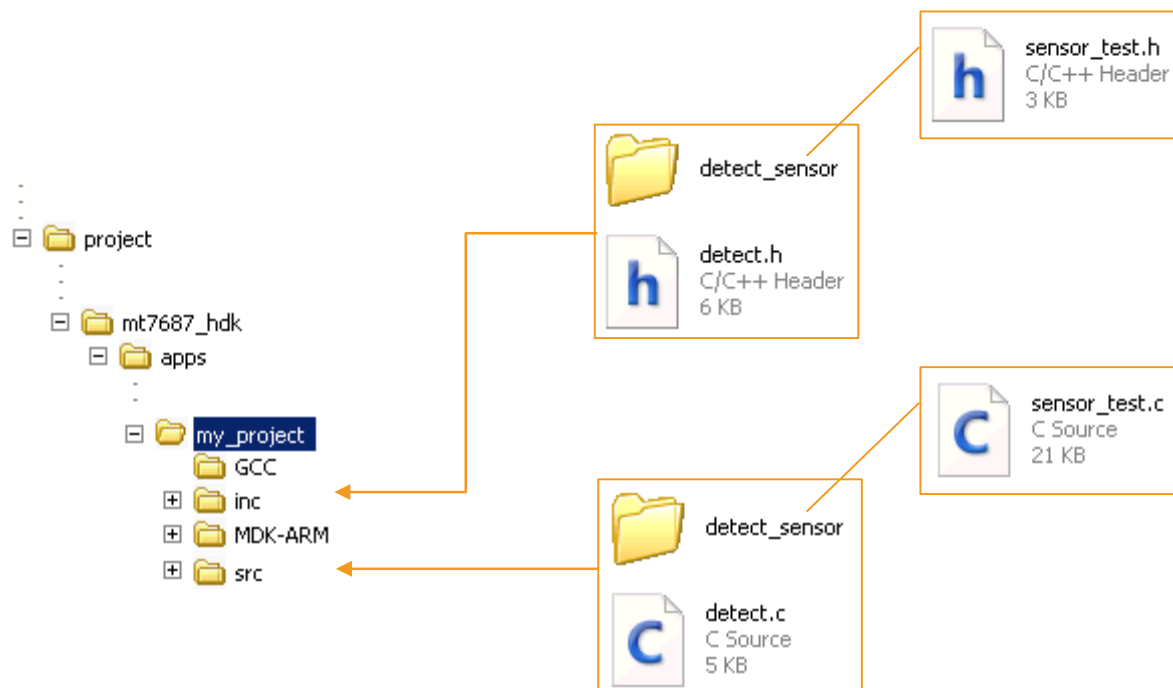 project
mt7687_hdk
apps
my_project
GCC
inc
MDK-ARM
src
detect_sensor
h
detect.h
C/C++ Header
6 KB
h
sensor_test.h
C/C++ Header
3 KB
detect_sensor
C
detect.c
C Source
5 KB
C
sensor_test.c
C Source
21 KB